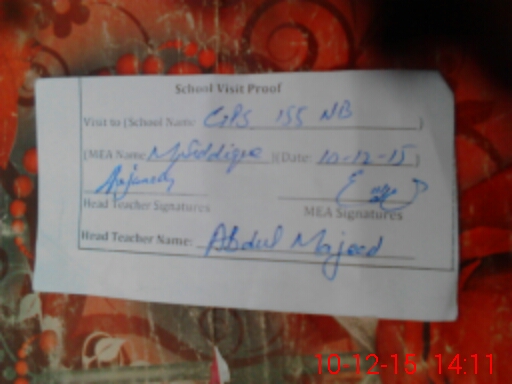 School Visit Proof
Visit to (School Name GPS 155 NB )
(MEA Name M Siddique )(Date: 10-12-15 )
Head Teacher Signatures MEA Signatures
Head Teacher Name: Abdul Majeed
10-12-15 14:11